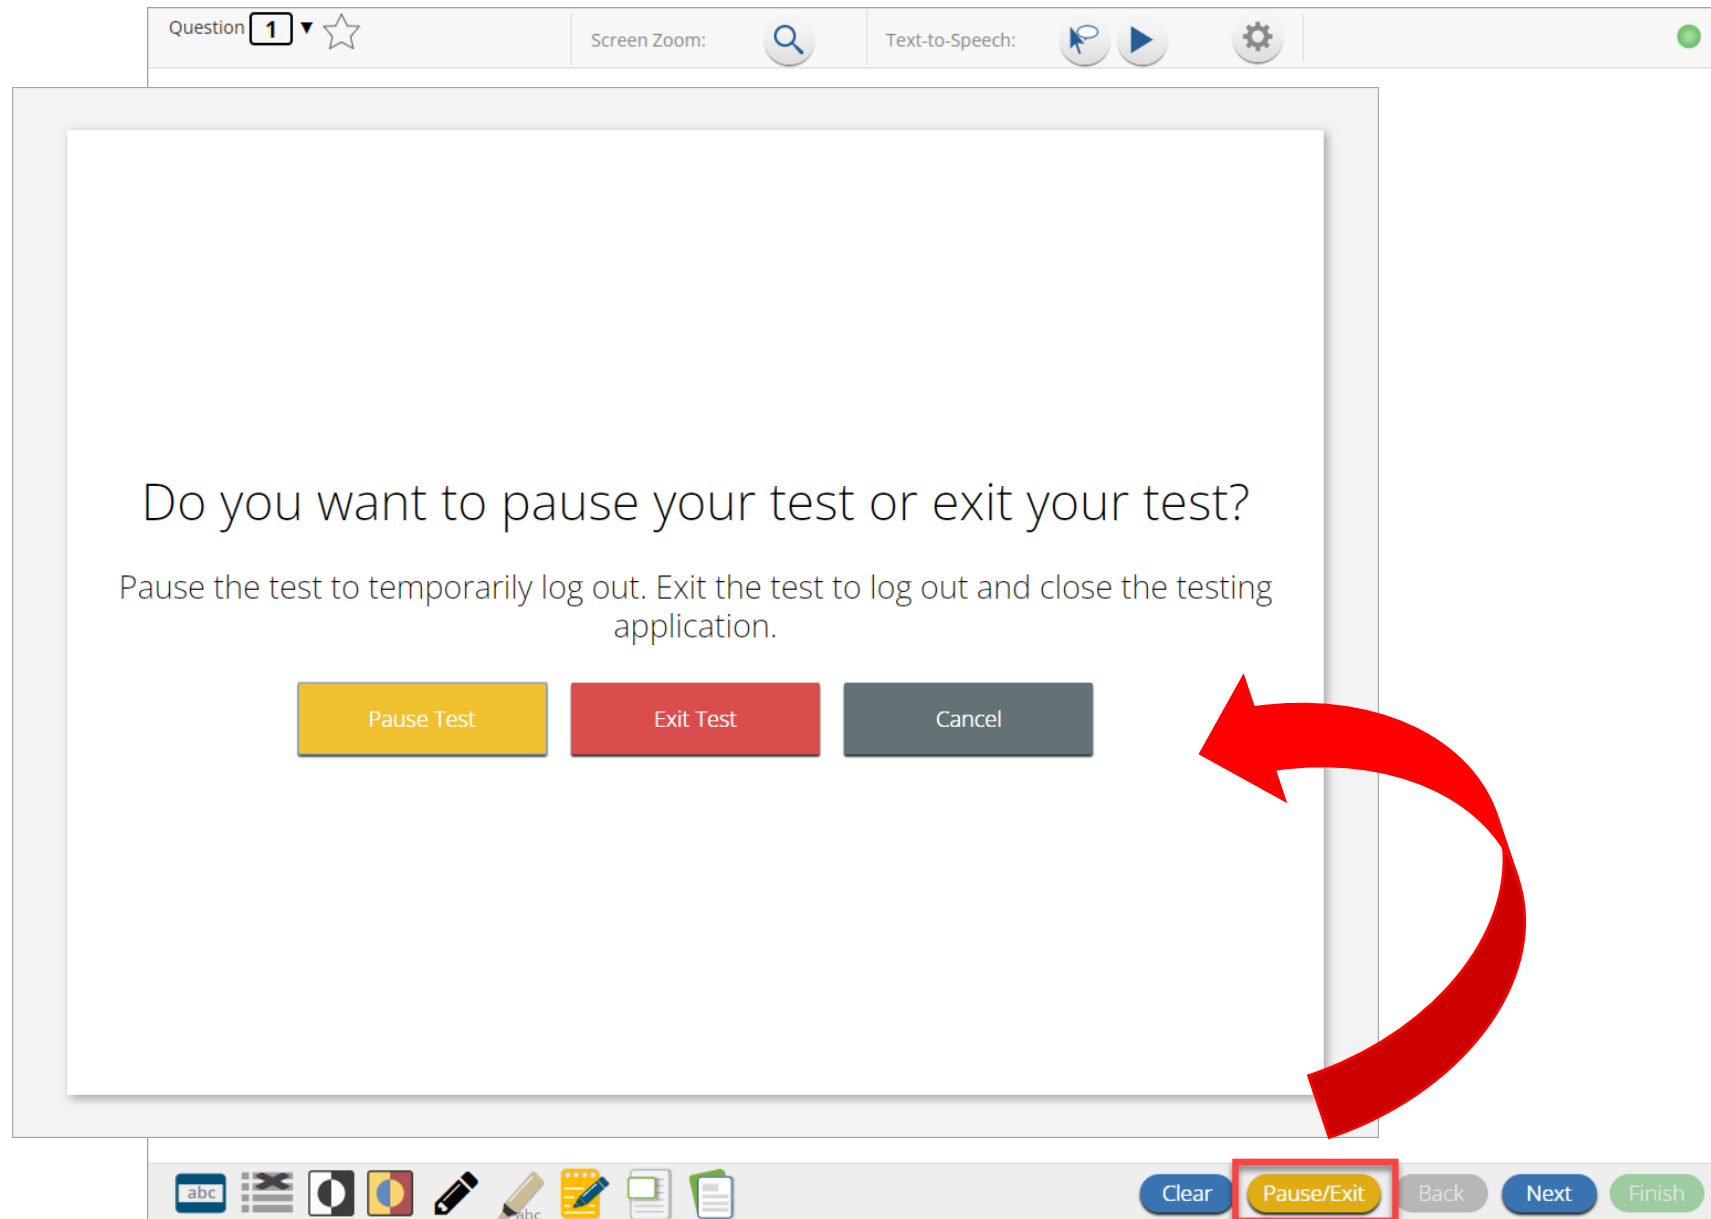 Question 1
Screen Zoom:
Text-to-Speech:
Do you want to pause your test or exit your test?
Pause the test to temporarily log out. Exit the test to log out and close the testing
application.
Pause Test
Exit Test
Cancel
abc
abc
Clear
Pause/Exit
Back
Next
Finish